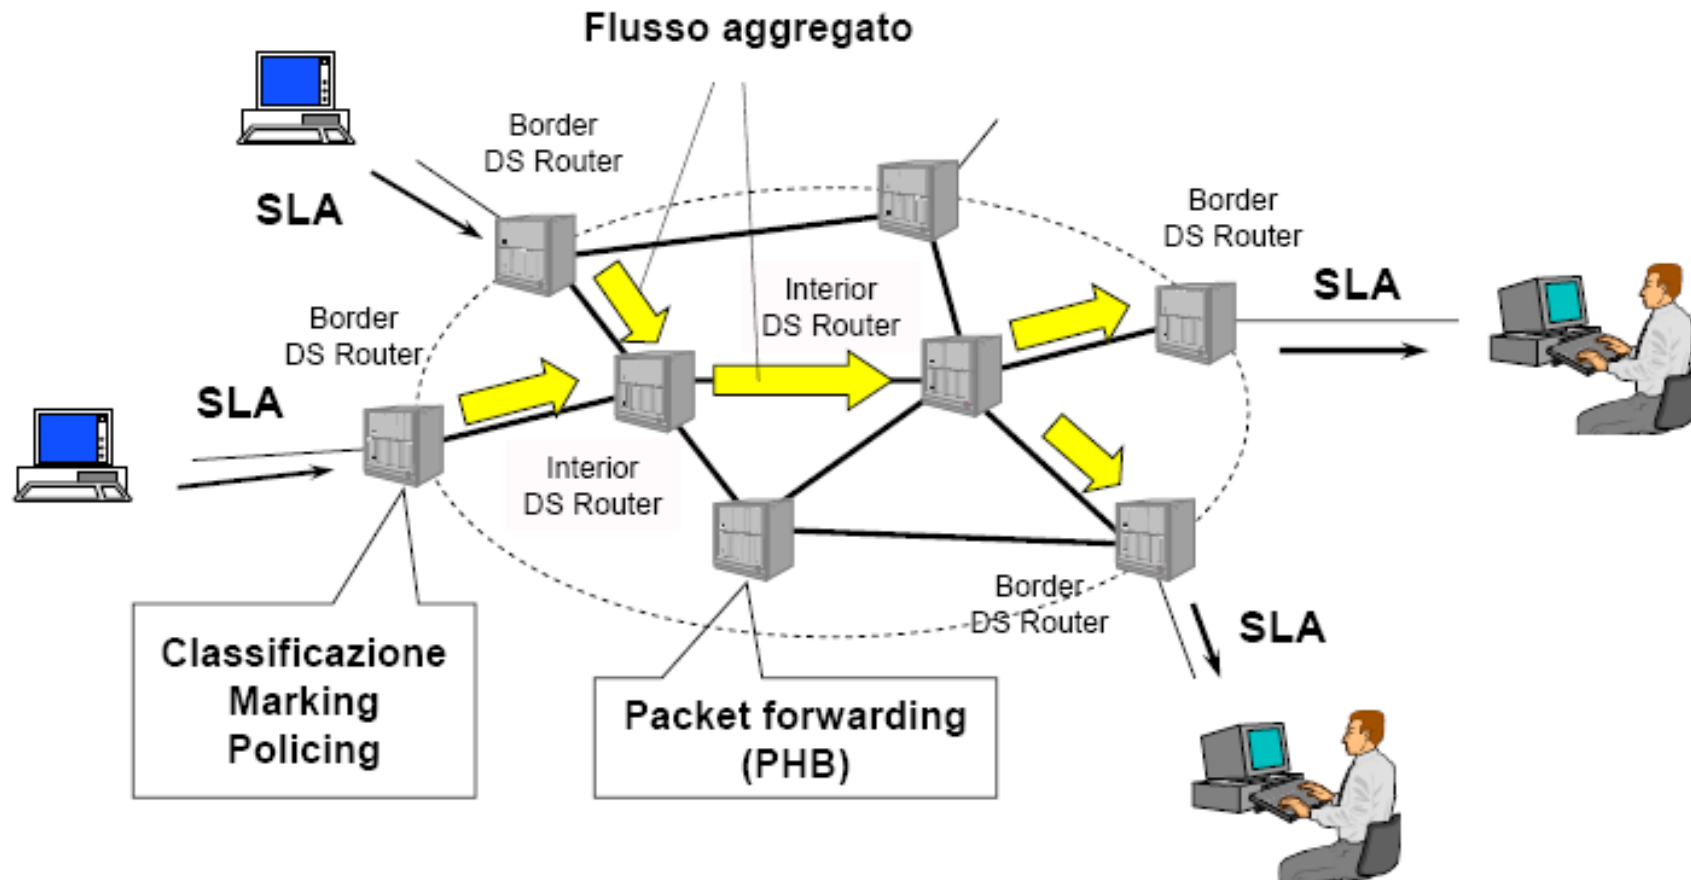 Flusso aggregato
Border
DS Router
SLA
Border
DS Router
SLA
Interior
DS Router
Border
DS Router
SLA
Border
DS Router
SLA
Interior
DS Router
Classificazione
Marking
Policing
Packet forwarding
(PHB)